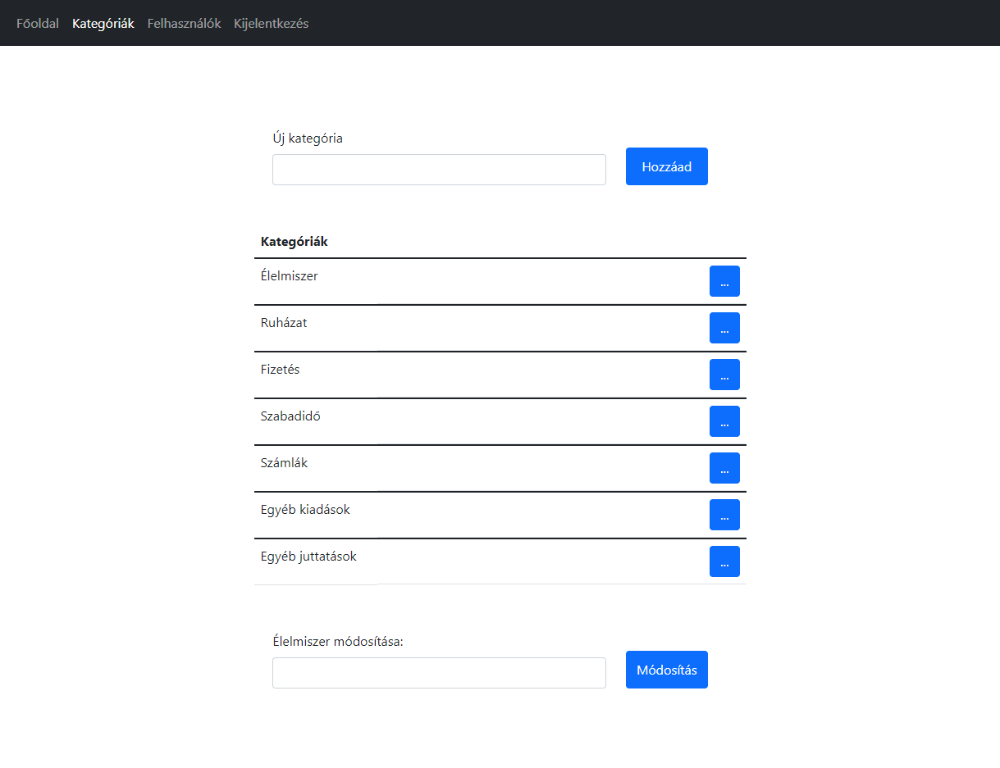 Főoldal Kategóriák Felhasználók Kijelentkezés
Új kategória
Hozzáad
Kategóriák
Élelmiszer ...
Ruházat ...
Fizetés ...
Szabadidő ...
Számlák ...
Egyéb kiadások ...
Egyéb juttatások ...
Élelmiszer módosítása:
Módosítás